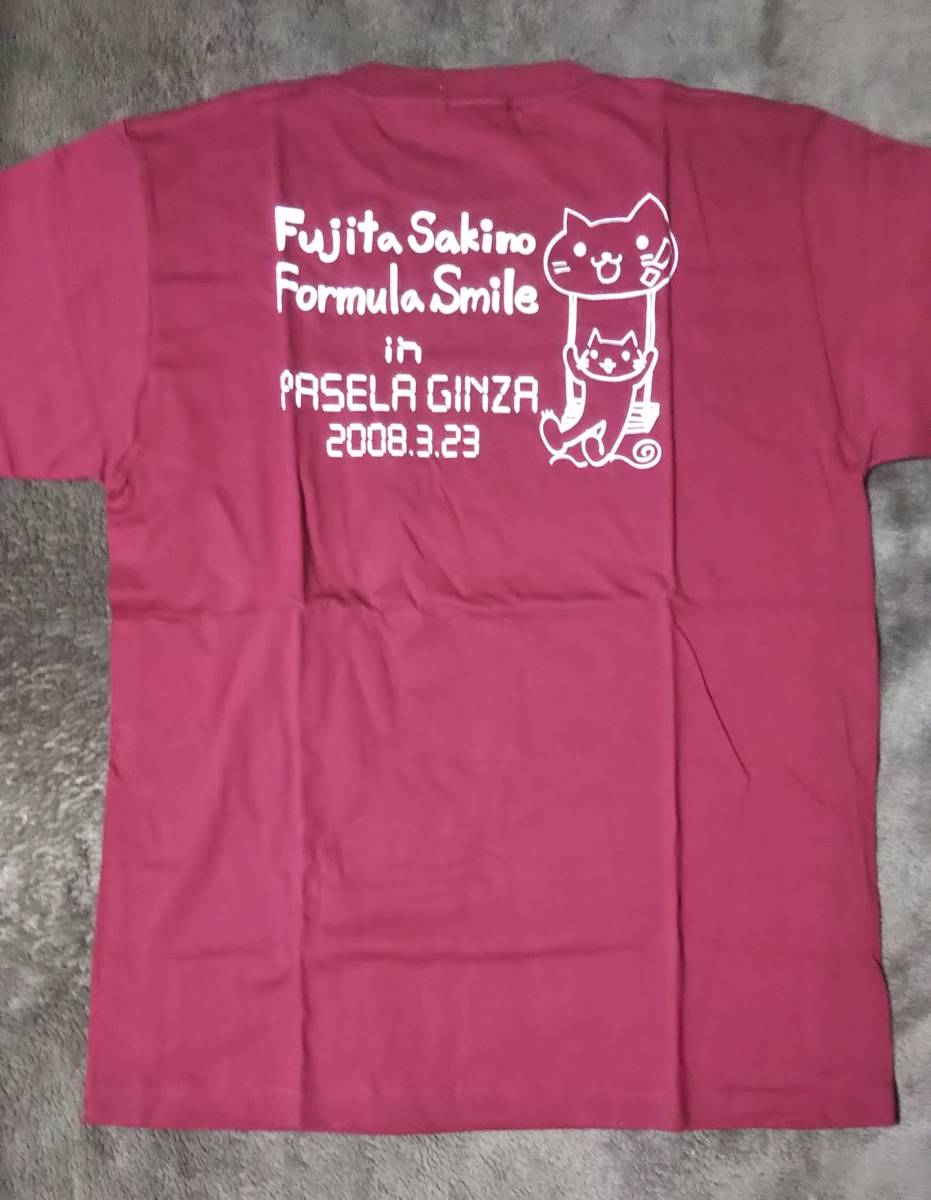 Fujita Sakino
Formula Smile
in
PASELA GINZA
2008.3.23